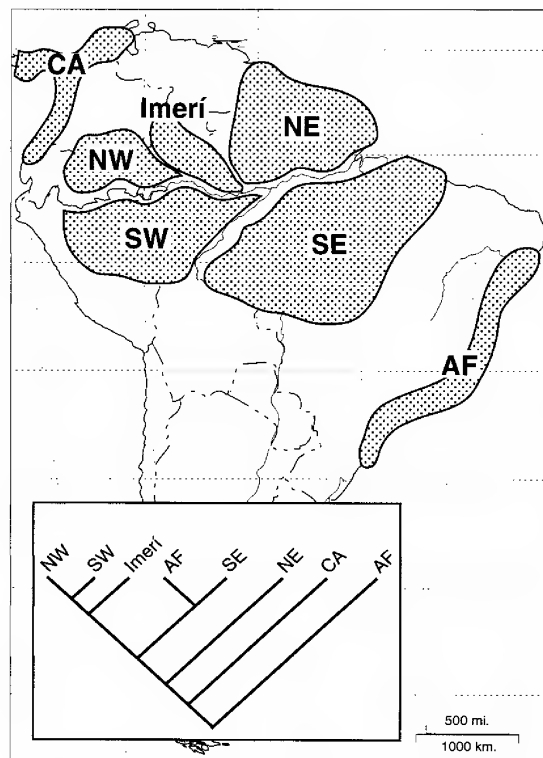 CA
Imerí
NE
NW
SW
SE
AF
NW
SW
Imerí
AF
SE
NE
CA
AF
500 mi.
1000 km.